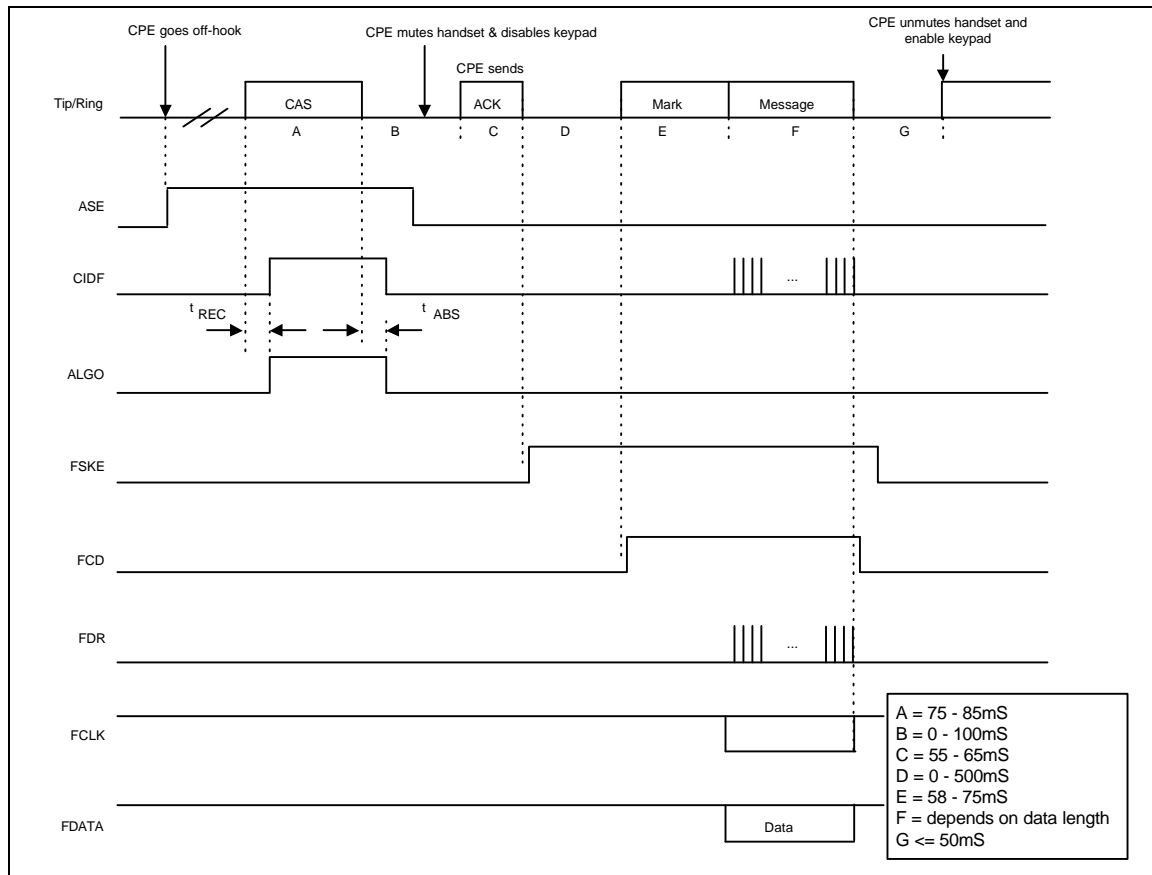 CPE goes off-hook
CPE mutes handset & disables keypad
CPE unmutes handset and
enable keypad
CPE sends
Tip/Ring
CAS
ACK
Mark
Message
A
B
C
D
E
F
G
ASE
CIDF
...
t REC
t ABS
ALGO
FSKE
FCD
FDR
...
FCLK
FDATA
Data
A = 75 - 85mS
B = 0 - 100mS
C = 55 - 65mS
D = 0 - 500mS
E = 58 - 75mS
F = depends on data length
G <= 50mS